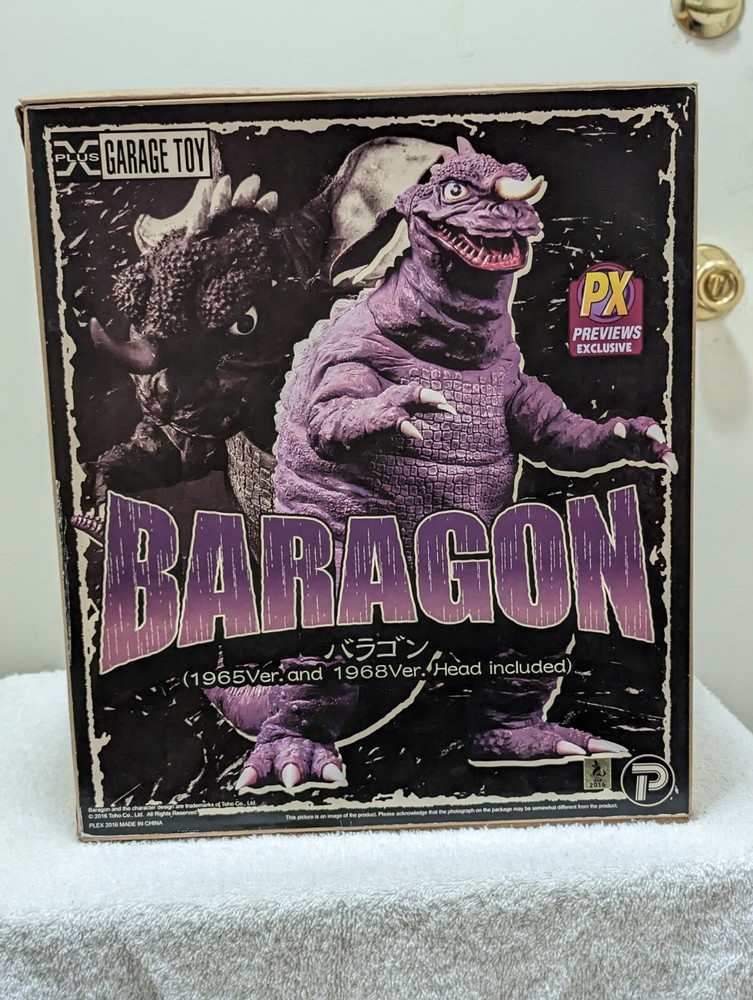 X PLUS GARAGE TOY
PX
PREVIEWS
EXCLUSIVE
BARAGON
バラゴン
(1965Ver.and 1968Ver. Head included)
2016
Baragon and the character design are trademarks of Toho Co., Ltd.
© 2016 Toho Co., Ltd. All Rights Reserved
PLEX 2016 MADE IN CHINA
This picture is an image of the product. Please acknowledge that the photograph on the package may be somewhat different from the product.
P